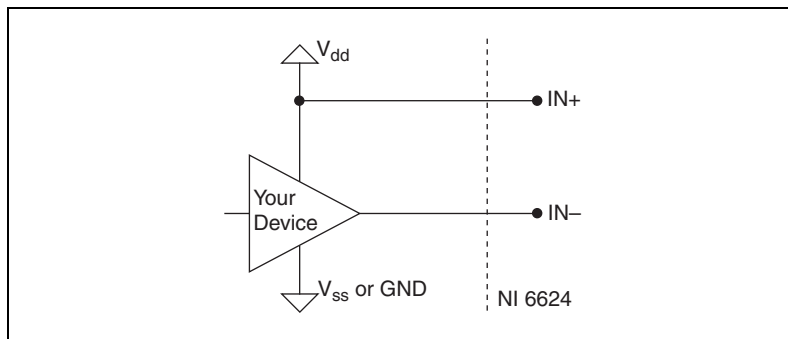 Vdd
IN+
Your
Device
IN–
Vss or GND
NI 6624